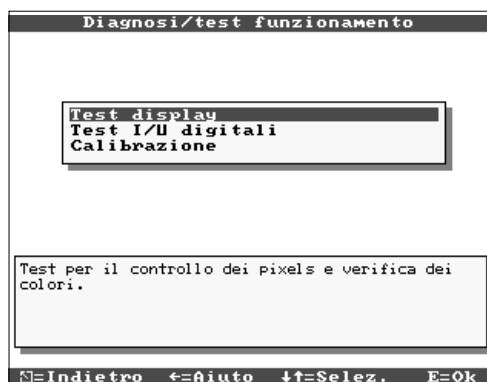 Diagnosi/test funzionamento
Test display
Test I/U digitali
Calibrazione
Test per il controllo dei pixels e verifica dei
colori.
=Indietro ←=Aiuto ↓↑=Selez. E=Ok